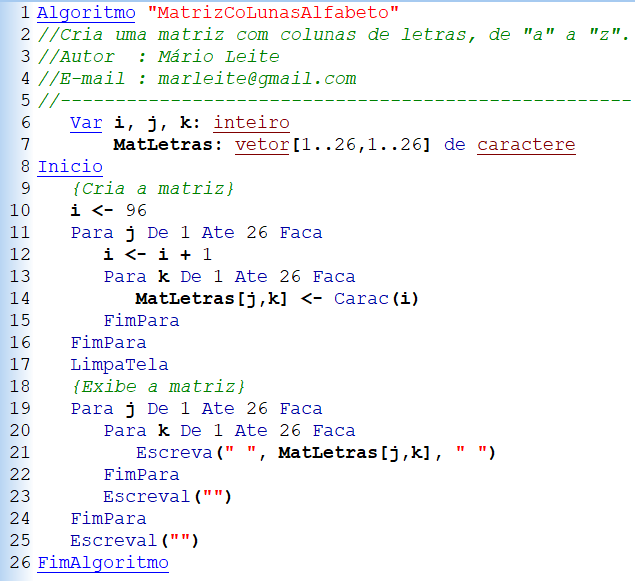 1 Algoritmo "MatrizCoLunasAlfabeto"
2 //Cria uma matriz com colunas de letras, de "a" a "z".
3 //Autor  : Mário Leite
4 //E-mail : marleite@gmail.com
5 //----------------------------------------------------
6    Var i, j, k: inteiro
7        MatLetras: vetor[1..26,1..26] de caractere
8 Inicio
9    {Cria a matriz}
10    i <- 96
11    Para j De 1 Ate 26 Faca
12       i <- i + 1
13       Para k De 1 Ate 26 Faca
14          MatLetras[j,k] <- Carac(i)
15       FimPara
16    FimPara
17    LimpaTela
18    {Exibe a matriz}
19    Para j De 1 Ate 26 Faca
20       Para k De 1 Ate 26 Faca
21          Escreva(" ", MatLetras[j,k], " ")
22       FimPara
23       Escreval("")
24    FimPara
25    Escreval("")
26 FimAlgoritmo